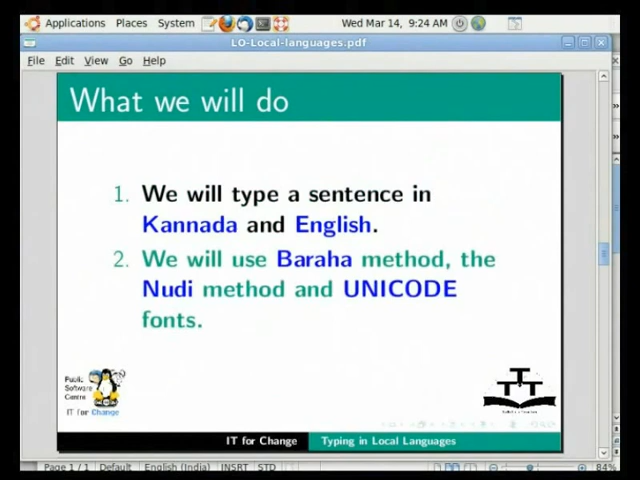 Applications Places System Wed Mar 14, 9:24 AM
LO-Local-languages.pdf
File Edit View Go Help
What we will do
1. We will type a sentence in
Kannada and English.
2. We will use Baraha method, the
Nudi method and UNICODE
fonts.
Public
Software
Centre
IT for Change
IT for Change Typing in Local Languages
Page 1 / 1 Default English (India) INSRT STD 84%